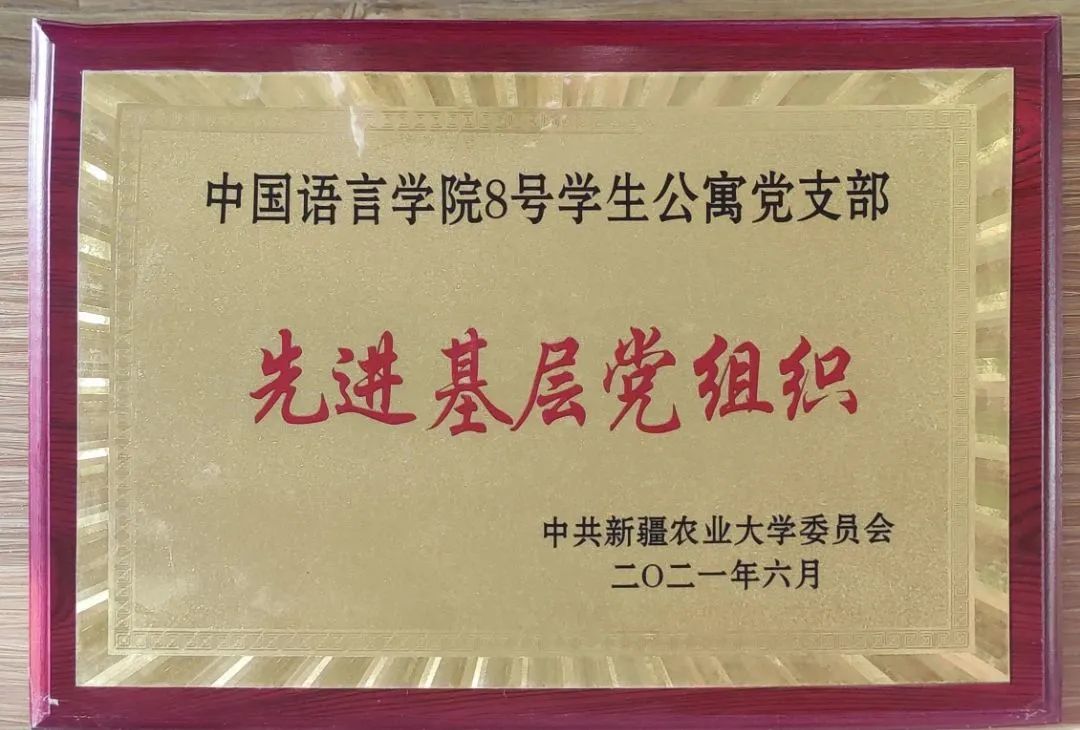 中国语言学院8号学生公寓党支部
先进基层党组织
中共新疆农业大学委员会
二〇二一年六月